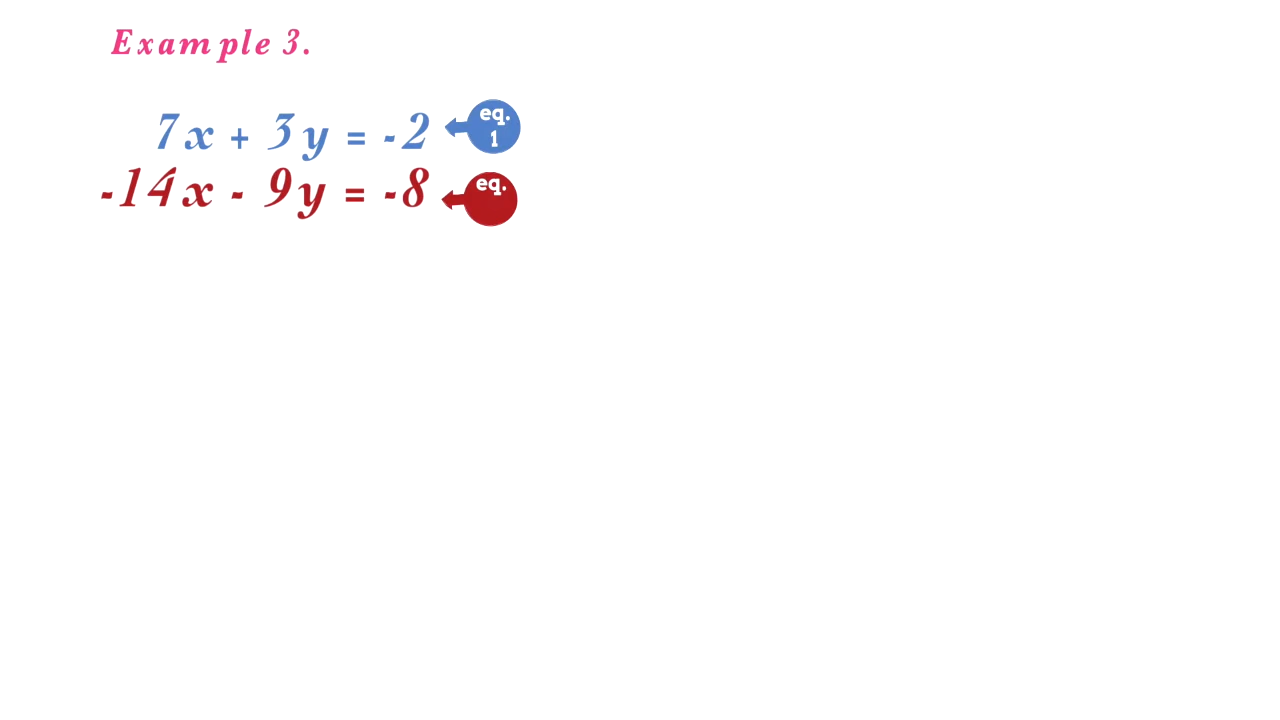 Example 3.
7x + 3y = -2
eq.
1
-14x - 9y = -8
eq.